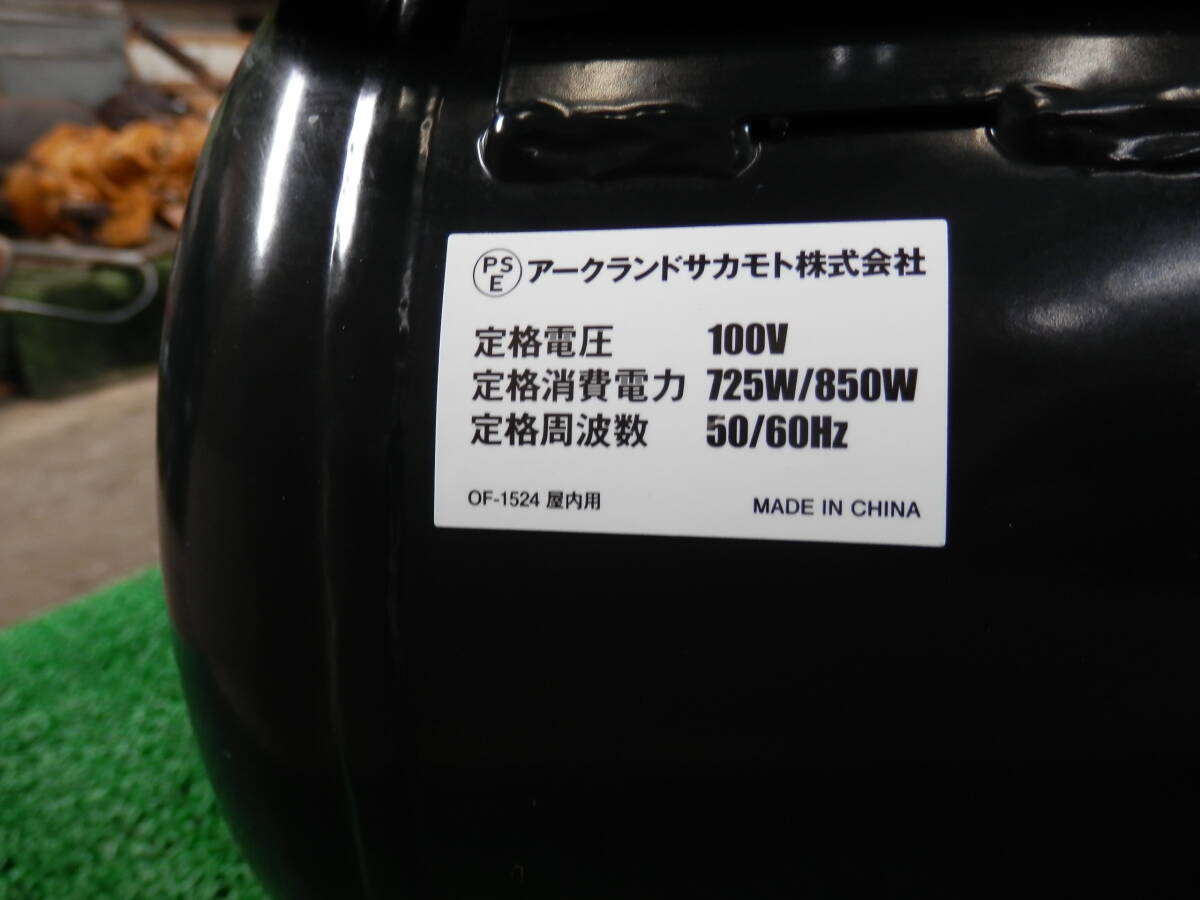 PSE アークランドサカモト株式会社
定格電圧 100V
定格消費電力 725W/850W
定格周波数 50/60Hz
OF-1524 屋内用 MADE IN CHINA